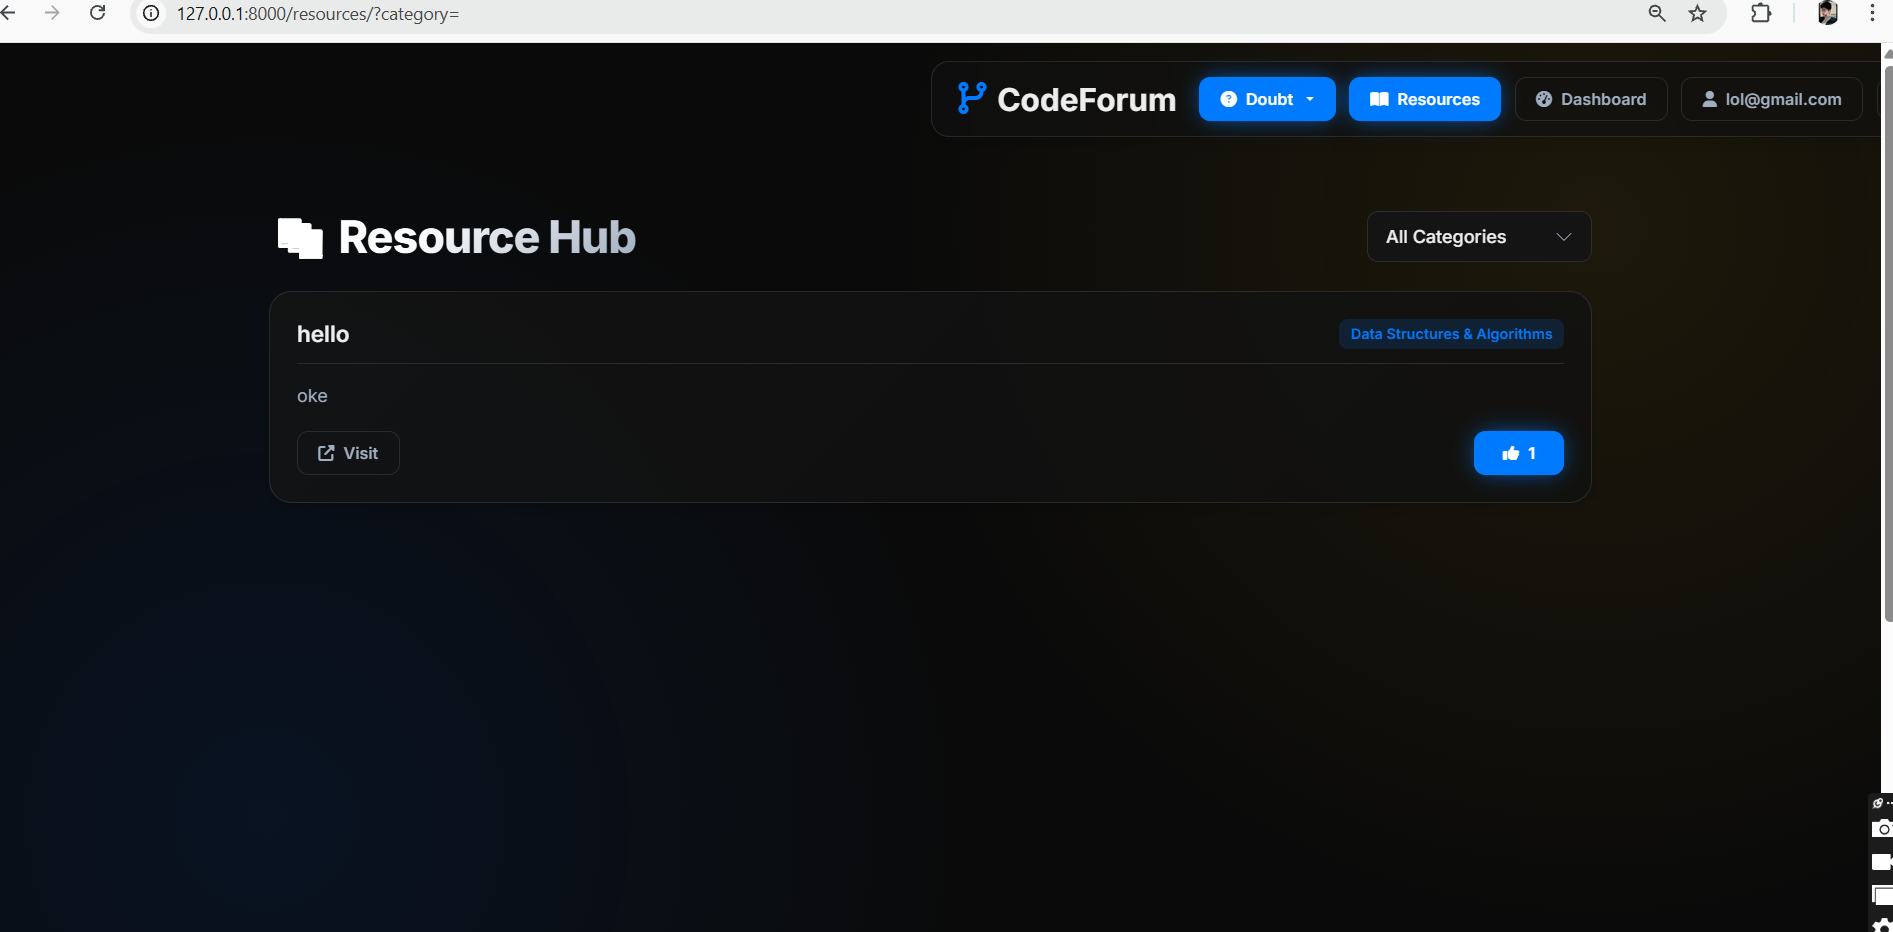 127.0.0.1:8000/resources/?category=
CodeForum
? Doubt
Resources
Dashboard
lol@gmail.com
Resource Hub
All Categories
hello
Data Structures & Algorithms
oke
Visit
1